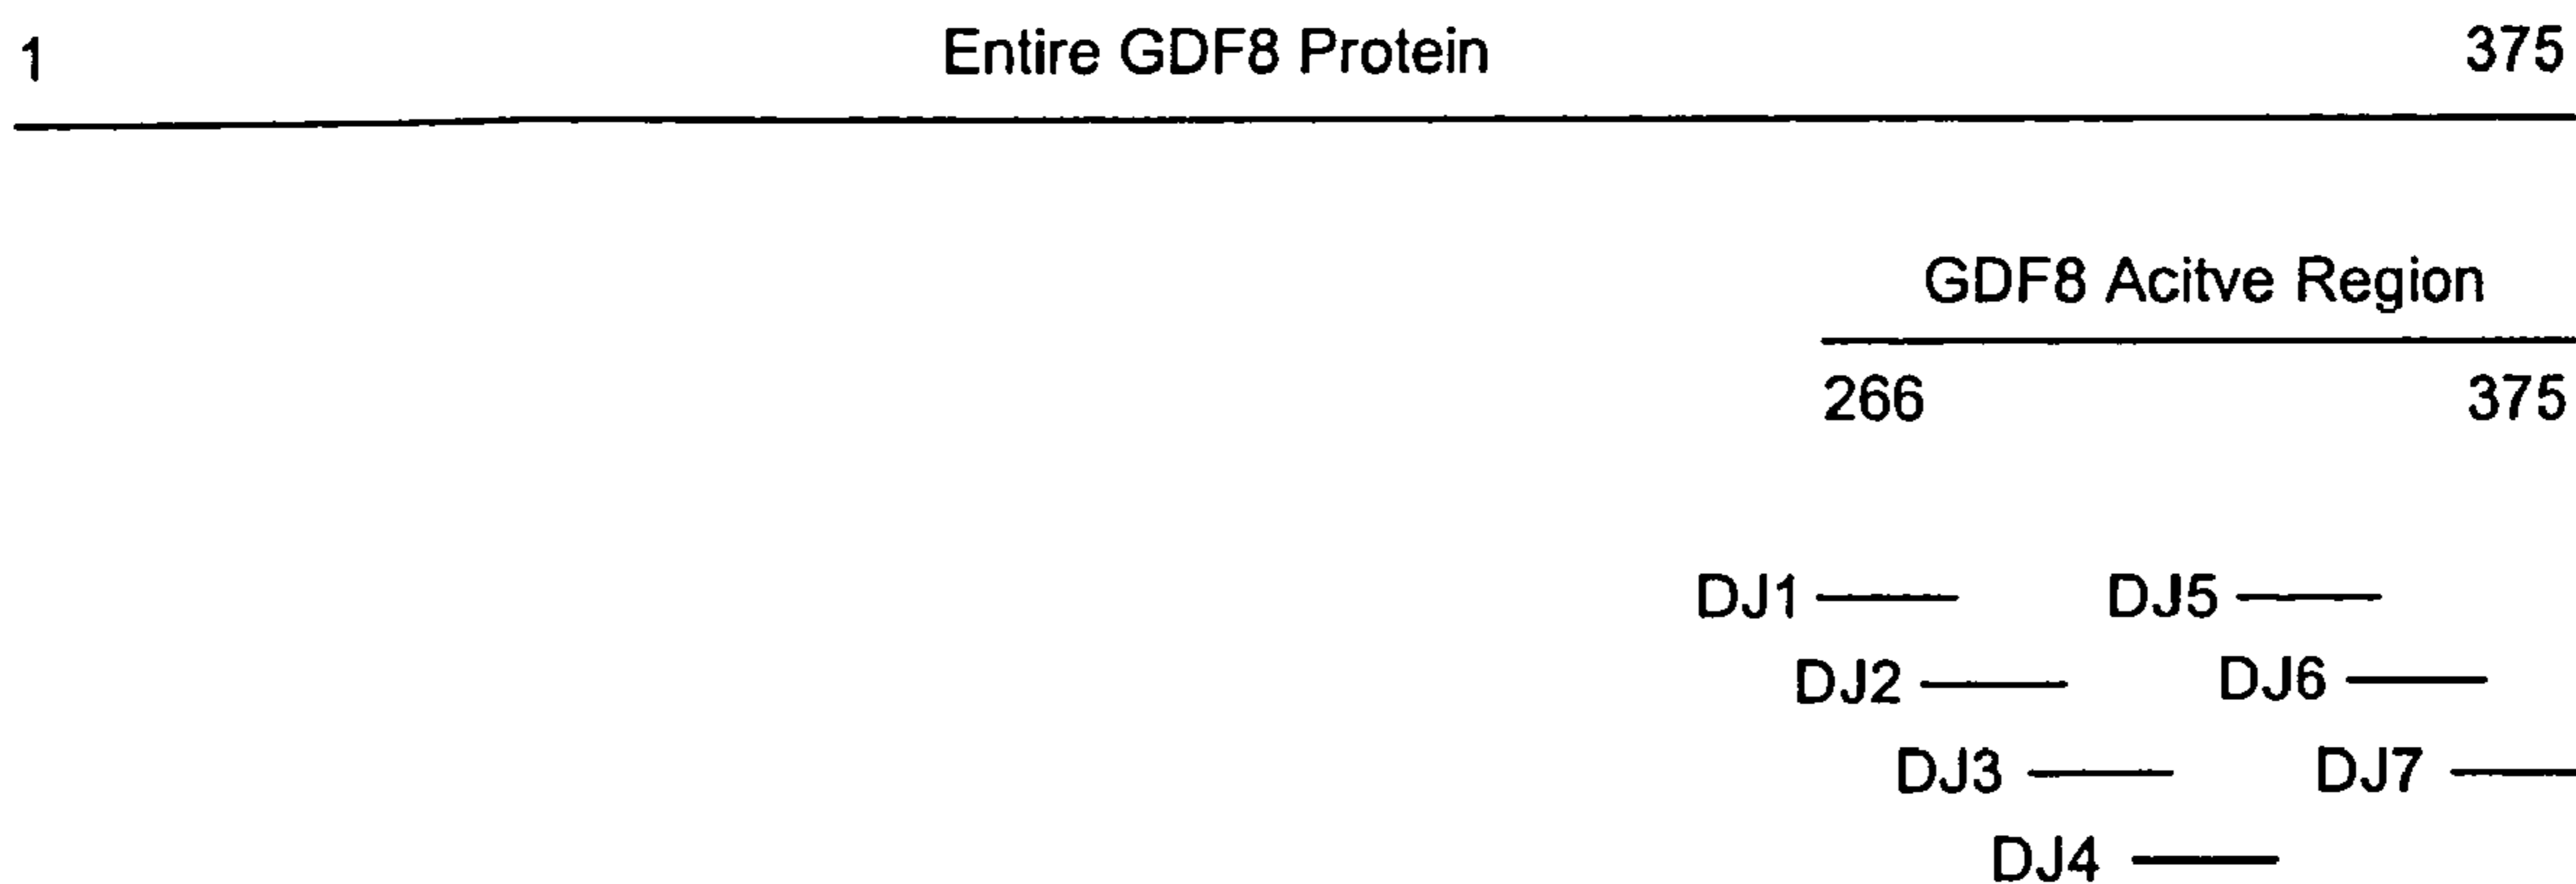 1 Entire GDF8 Protein 375
GDF8 Acitve Region
266 375
DJ1 DJ5
DJ2 DJ6
DJ3 DJ7
DJ4